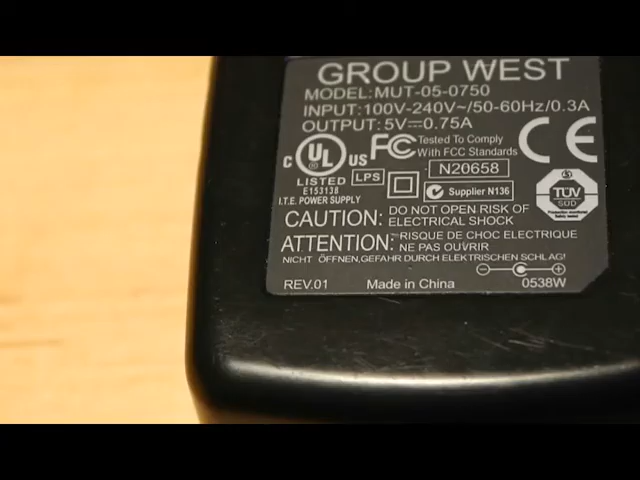 GROUP WEST
MODEL:MUT-05-0750
INPUT:100V-240V~/50-60Hz/0.3A
OUTPUT:5V⎓0.75A
c UL US
LISTED
E153138
I.T.E. POWER SUPPLY
LPS
FC Tested To Comply
With FCC Standards
N20658
Supplier N136
CE
TÜV
SÜD
CAUTION: DO NOT OPEN RISK OF
ELECTRICAL SHOCK
ATTENTION: RISQUE DE CHOC ELECTRIQUE
NE PAS OUVRIR
NICHT ÖFFNEN,GEFAHR DURCH ELEKTRISCHEN SCHLAG!
REV.01 Made in China 0538W